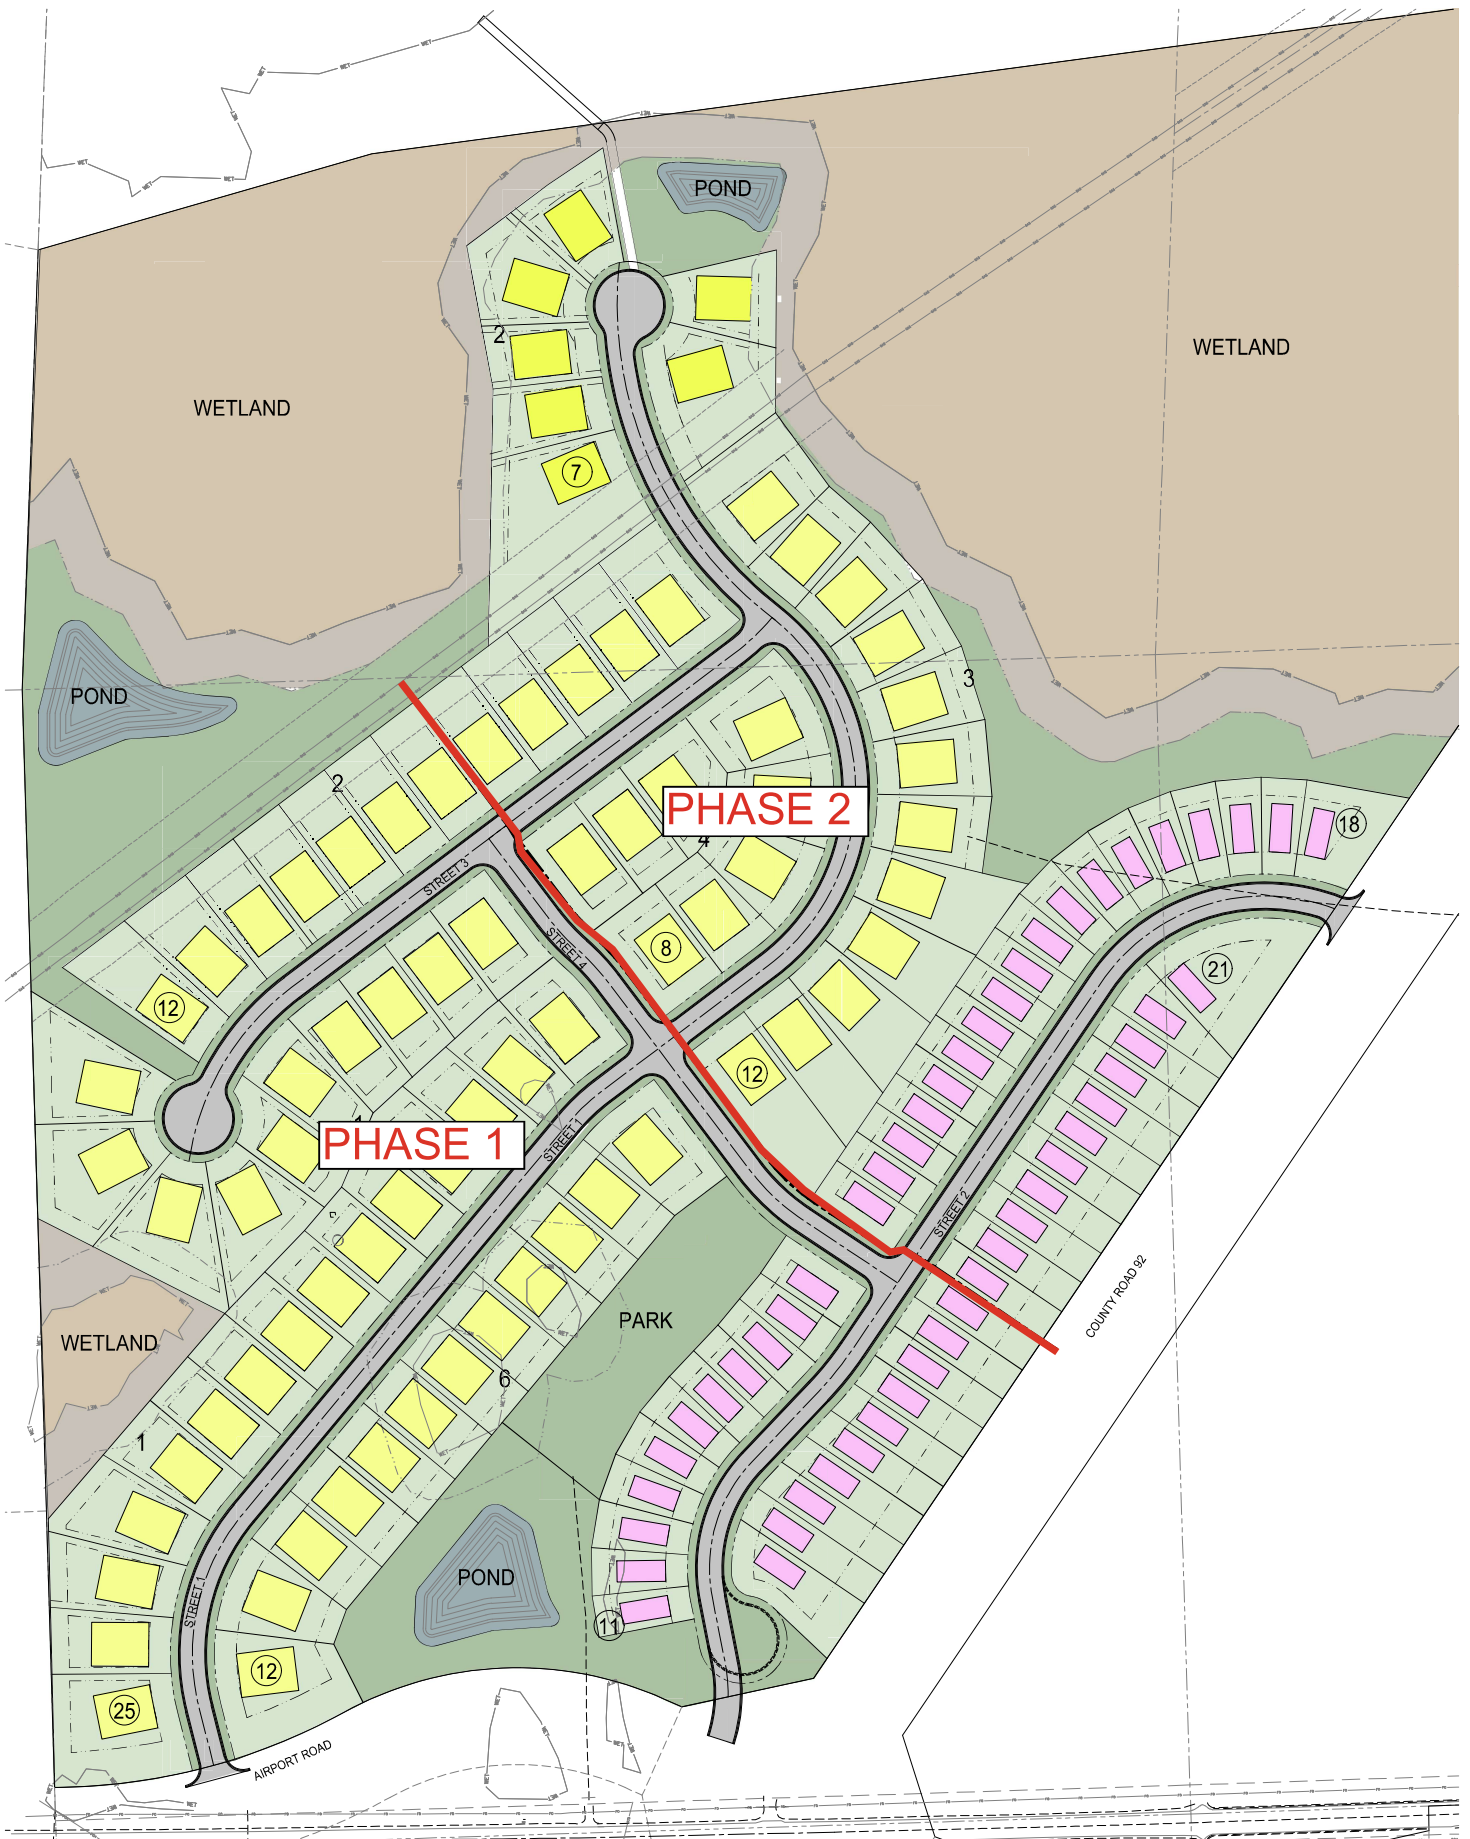 POND
WETLAND
2
WETLAND
7
3
POND
2
PHASE 2
4
18
STREET 3
8
STREET 4
21
12
12
PHASE 1
STREET 1
STREET 2
COUNTY ROAD 92
PARK
WETLAND
6
1
POND
STREET 1
11
12
25
AIRPORT ROAD